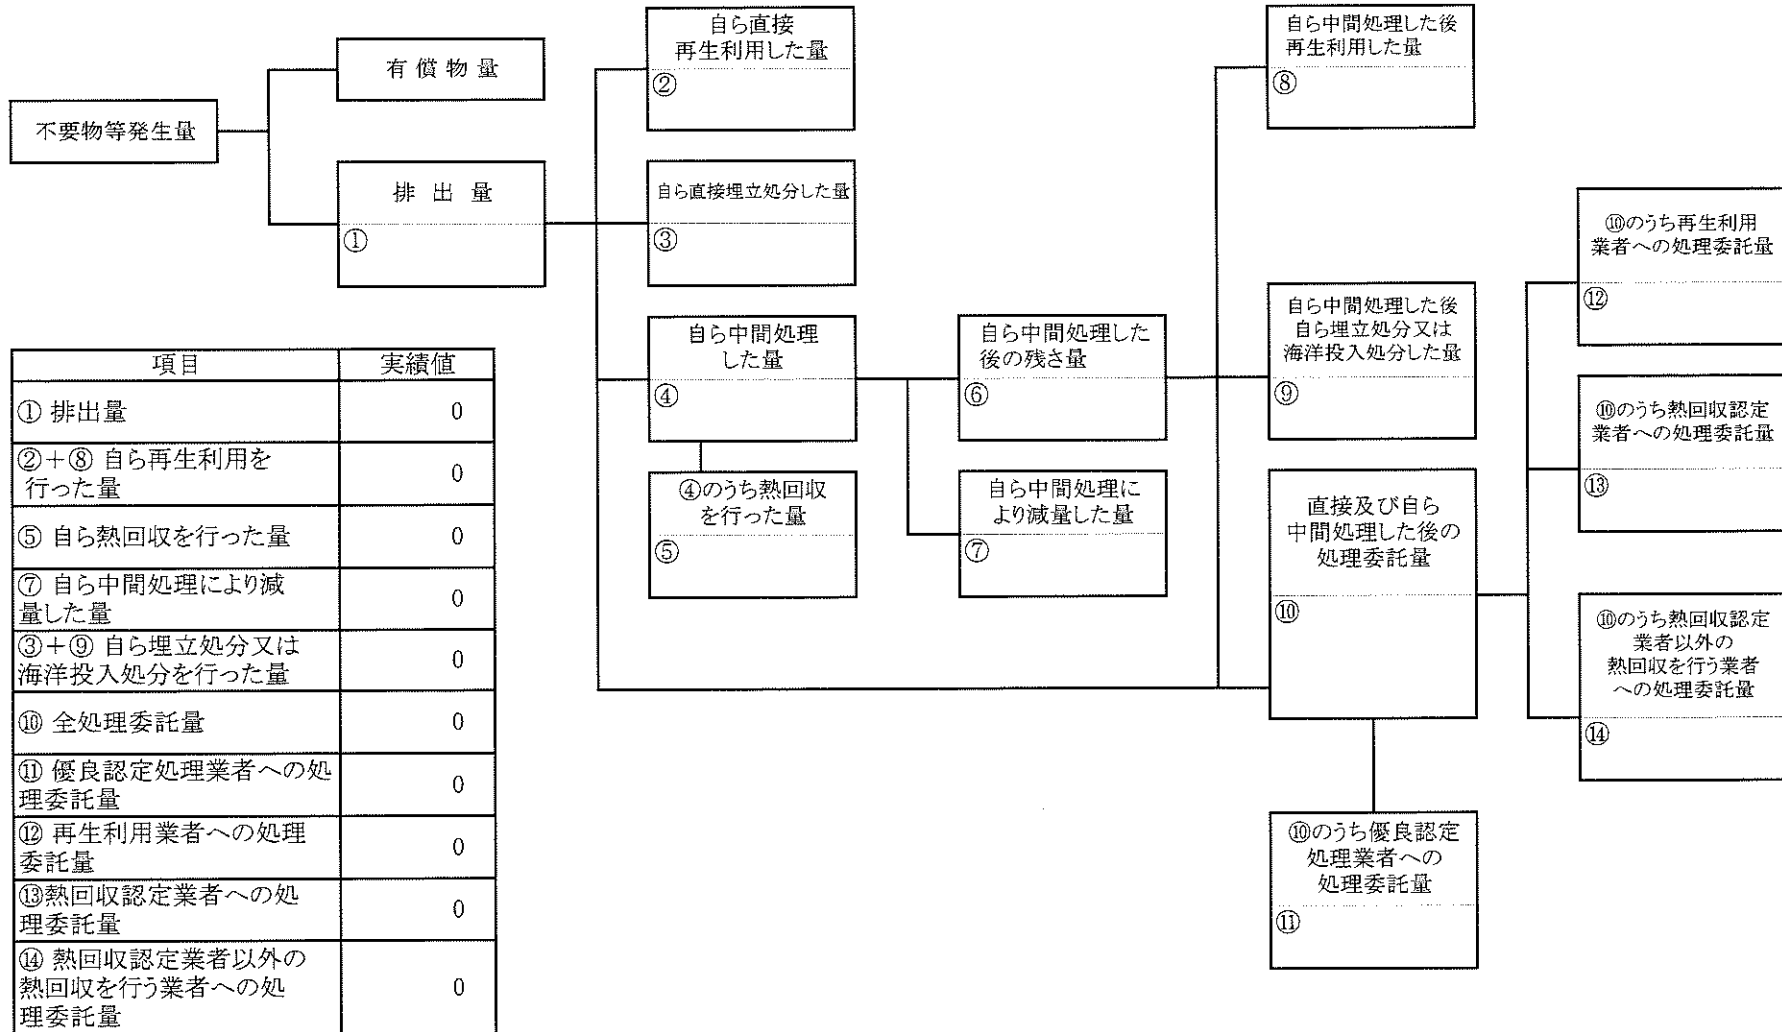 不要物等発生量
有償物量
排出量
①
自ら直接
再生利用した量
②
自ら直接埋立処分した量
③
自ら中間処理
した量
④
④のうち熱回収
を行った量
⑤
自ら中間処理した
後の残さ量
⑥
自ら中間処理に
より減量した量
⑦
自ら中間処理した後
再生利用した量
⑧
自ら中間処理した後
自ら埋立処分又は
海洋投入処分した量
⑨
直接及び自ら
中間処理した後の
処理委託量
⑩
⑩のうち優良認定
処理業者への
処理委託量
⑪
⑩のうち再生利用
業者への処理委託量
⑫
⑩のうち熱回収認定
業者への処理委託量
⑬
⑩のうち熱回収認定
業者以外の
熱回収を行う業者
への処理委託量
⑭
項目 実績値
① 排出量 0
②+⑧ 自ら再生利用を
行った量 0
⑤ 自ら熱回収を行った量 0
⑦ 自ら中間処理により減
量した量 0
③+⑨ 自ら埋立処分又は
海洋投入処分を行った量 0
⑩ 全処理委託量 0
⑪ 優良認定処理業者への処
理委託量 0
⑫ 再生利用業者への処理
委託量 0
⑬熱回収認定業者への処
理委託量 0
⑭ 熱回収認定業者以外の
熱回収を行う業者への処
理委託量 0